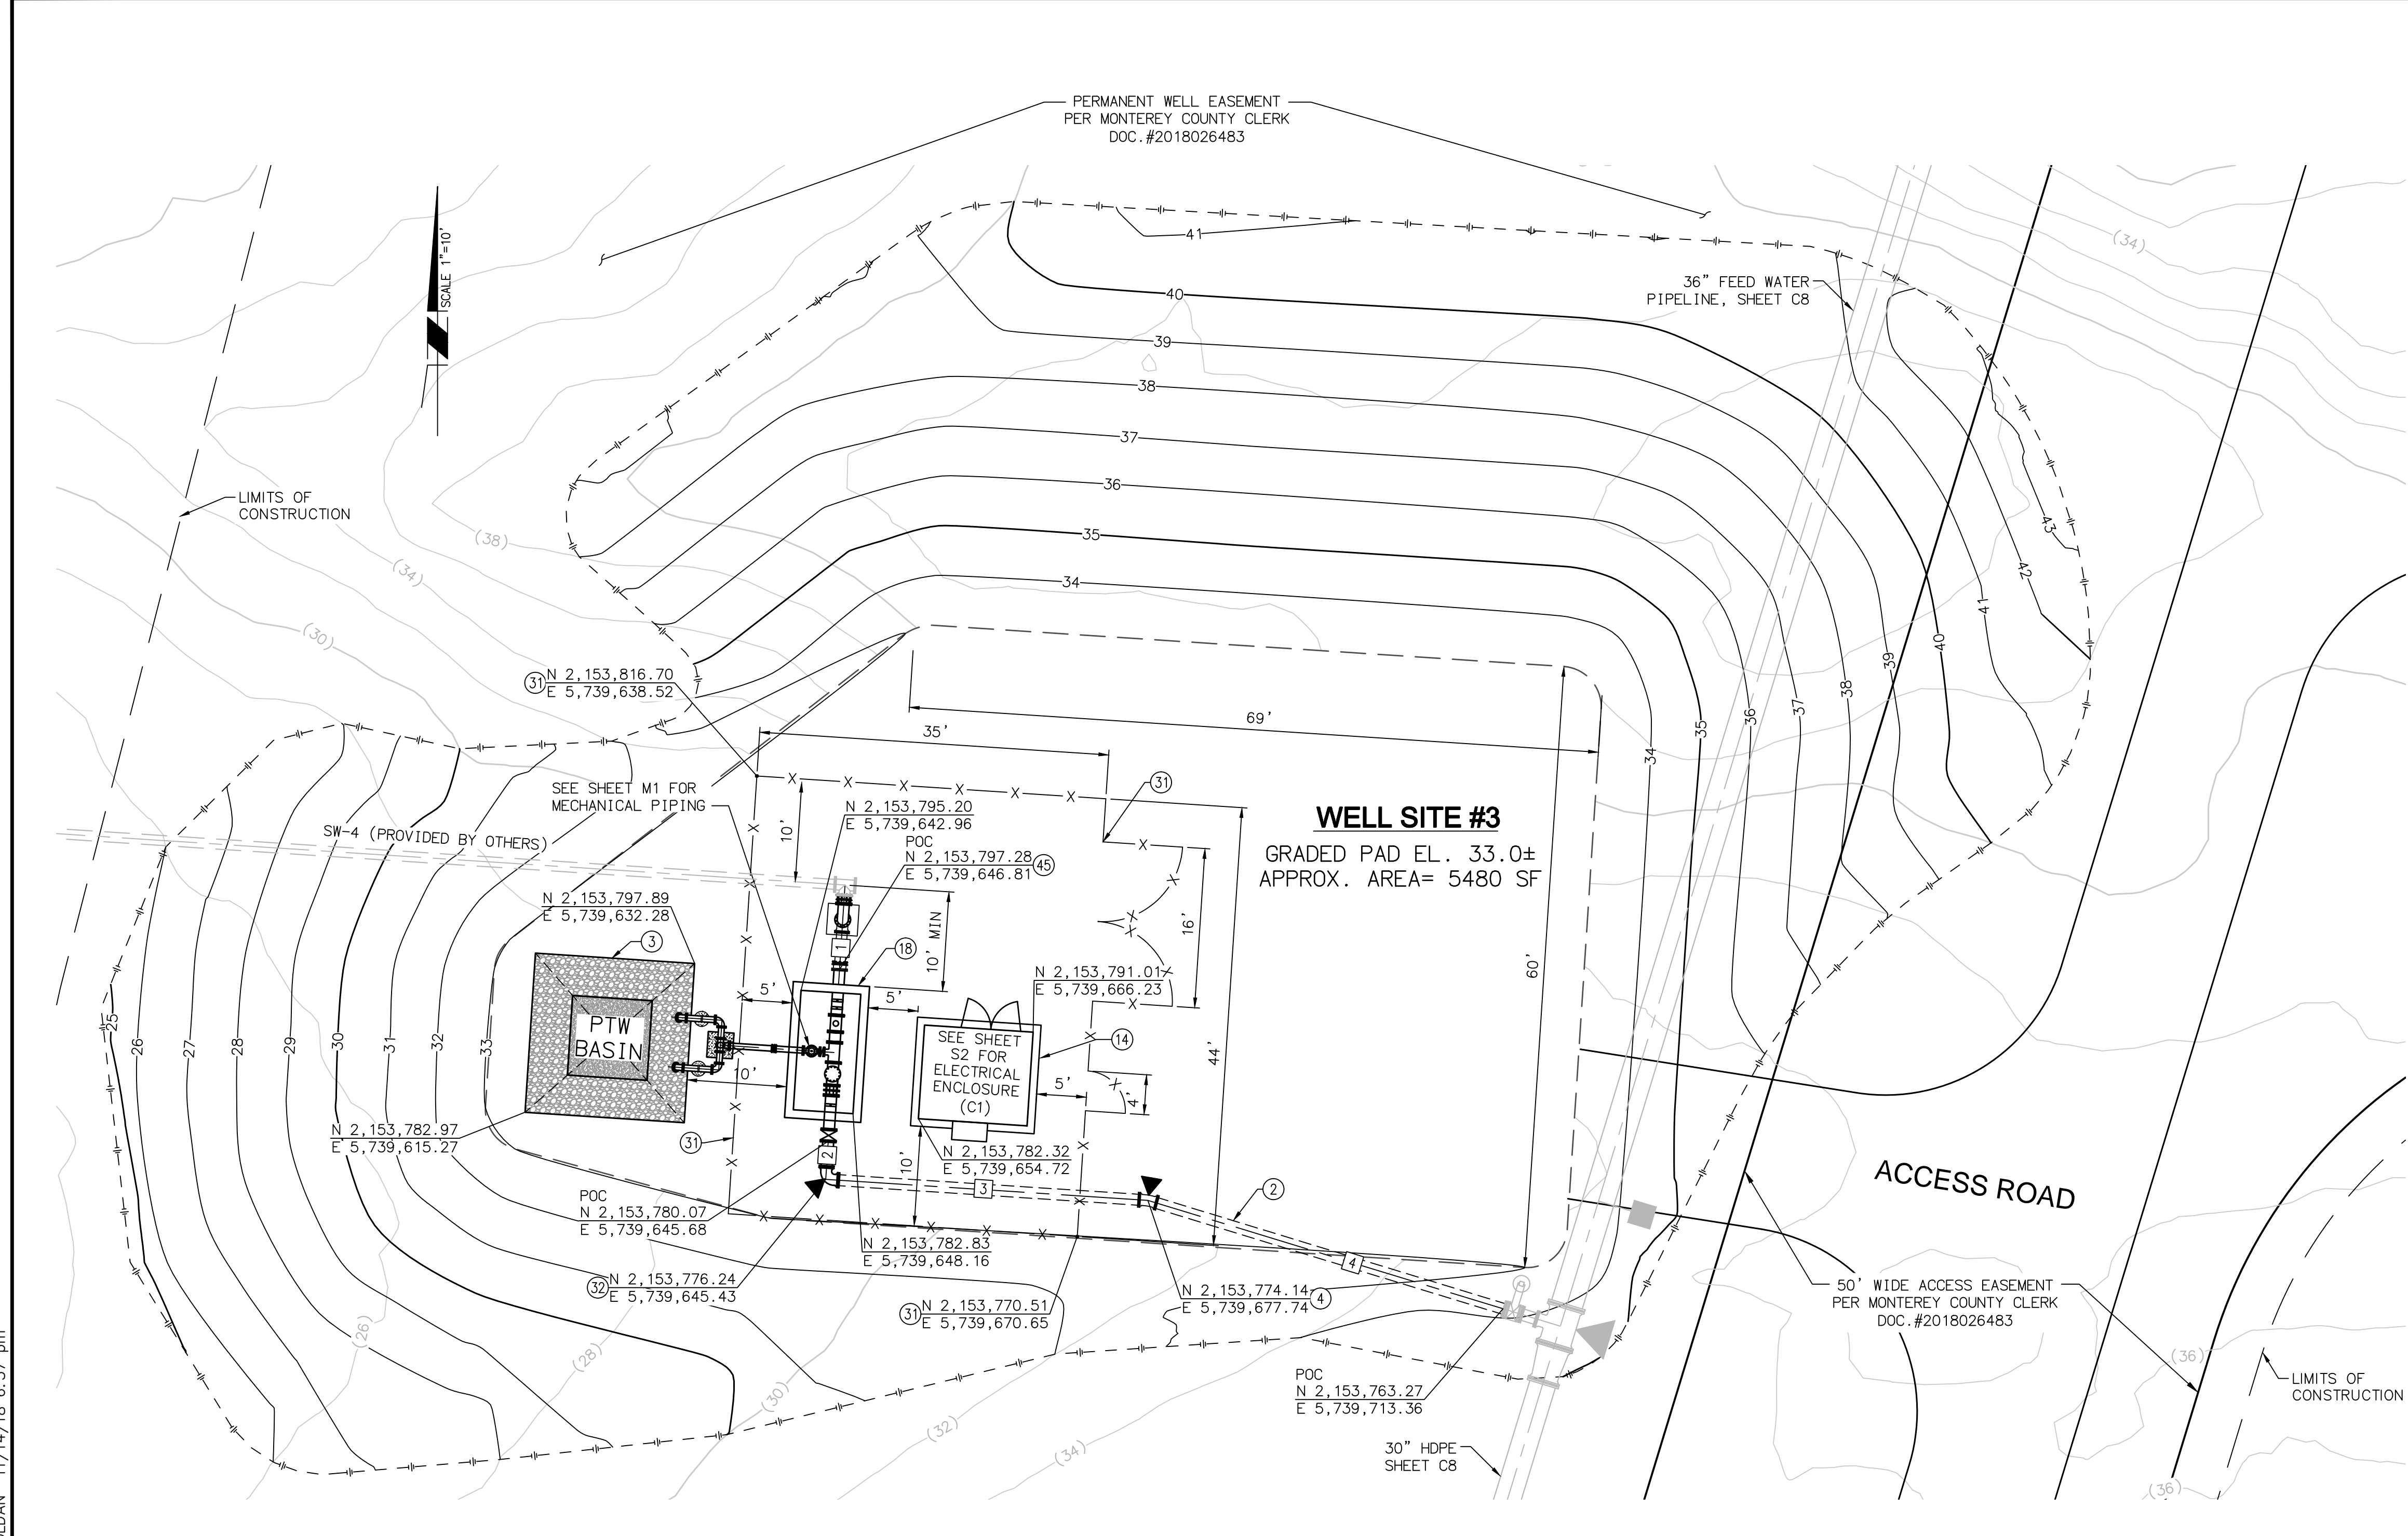 PERMANENT WELL EASEMENT
PER MONTEREY COUNTY CLERK
DOC.#2018026483
SCALE 1"=10'
41
(34)
36" FEED WATER
PIPELINE, SHEET C8
40
39
38
37
36
35
34
LIMITS OF
CONSTRUCTION
(38)
(34)
(30)
43
42
41
40
39
38
37
36
35
34
31
N 2,153,816.70
E 5,739,638.52
69'
35'
SEE SHEET M1 FOR
MECHANICAL PIPING
31
10'
N 2,153,795.20
E 5,739,642.96
POC
N 2,153,797.28
E 5,739,646.81
45
WELL SITE #3
GRADED PAD EL. 33.0±
APPROX. AREA= 5480 SF
SW-4 (PROVIDED BY OTHERS)
N 2,153,797.89
E 5,739,632.28
3
18
10' MIN
1
16'
60'
44'
N 2,153,791.01
E 5,739,666.23
5'
5'
PTW
BASIN
SEE SHEET
S2 FOR
ELECTRICAL
ENCLOSURE
(C1)
14
5'
4'
10'
25
26
27
28
29
30
31
32
33
N 2,153,782.97
E 5,739,615.27
31
2
10'
N 2,153,782.32
E 5,739,654.72
3
2
4
POC
N 2,153,780.07
E 5,739,645.68
N 2,153,782.83
E 5,739,648.16
32
N 2,153,776.24
E 5,739,645.43
31
N 2,153,770.51
E 5,739,670.65
N 2,153,774.14
E 5,739,677.74
4
ACCESS ROAD
50' WIDE ACCESS EASEMENT
PER MONTEREY COUNTY CLERK
DOC.#2018026483
(36)
LIMITS OF
CONSTRUCTION
POC
N 2,153,763.27
E 5,739,713.36
30" HDPE
SHEET C8
(26)
(28)
(30)
(32)
(34)
(36)